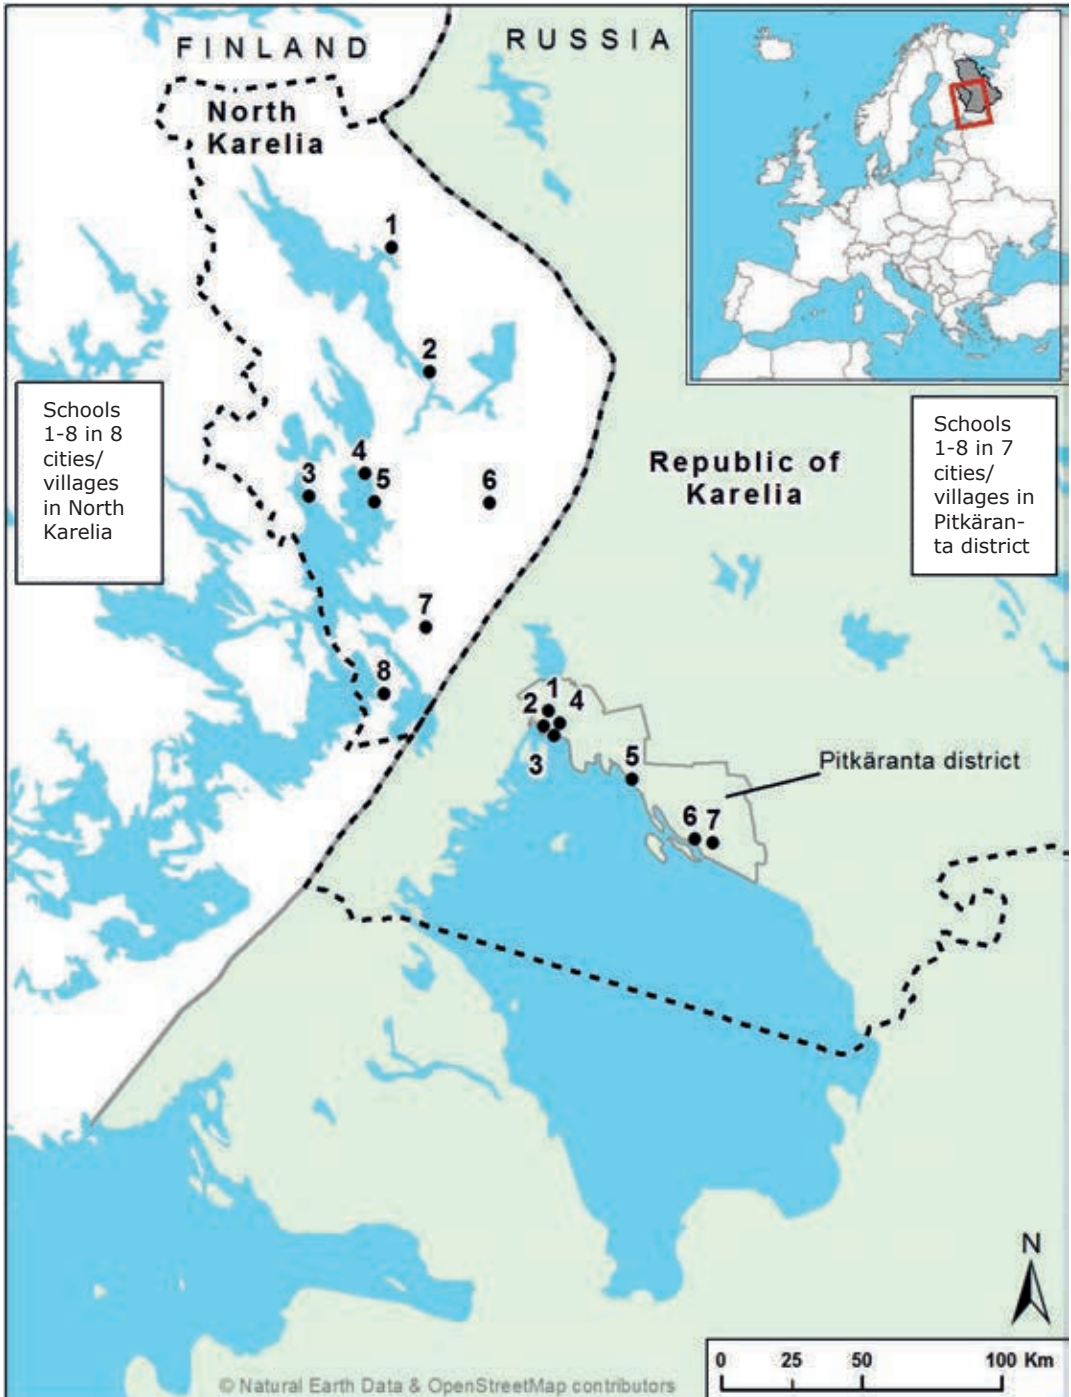 FINLAND
RUSSIA
North
Karelia
1
2
Schools
1-8 in 8
cities/
villages
in North
Karelia
Schools
1-8 in 7
cities/
villages in
Pitkäran-
ta district
Republic of
Karelia
3
4
5
6
7
8
1
2
4
3
5
6
7
Pitkäranta district
N
0 25 50 100 Km
© Natural Earth Data & OpenStreetMap contributors